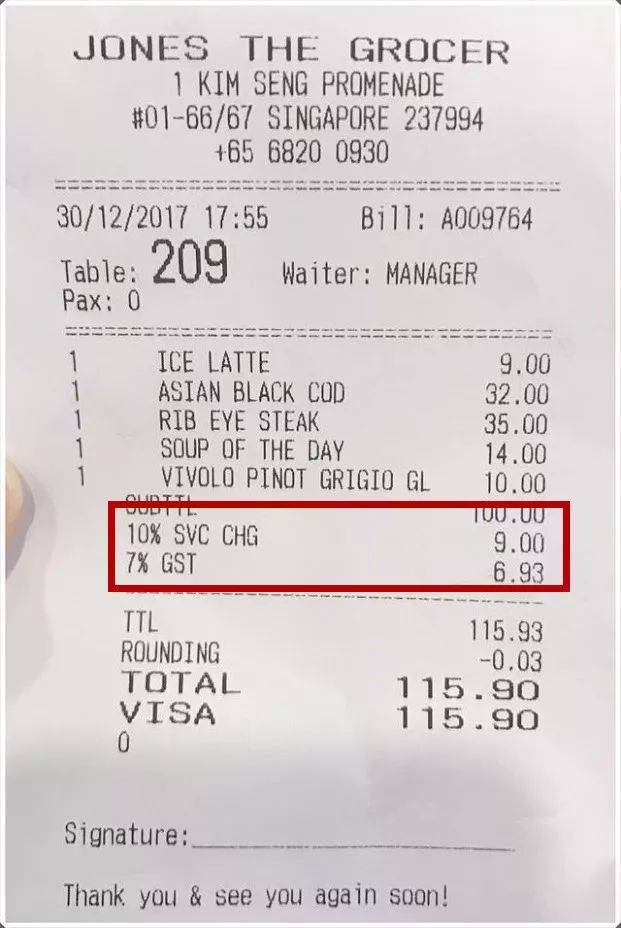 JONES THE GROCER
1 KIM SENG PROMENADE
#01-66/67 SINGAPORE 237994
+65 6820 0930
30/12/2017 17:55 Bill: A009764
Table: 209 Waiter: MANAGER
Pax: 0
1 ICE LATTE 9.00
1 ASIAN BLACK COD 32.00
1 RIB EYE STEAK 35.00
1 SOUP OF THE DAY 14.00
1 VIVOLO PINOT GRIGIO GL 10.00
SUBTTL 100.00
10% SVC CHG 9.00
7% GST 6.93
TTL 115.93
ROUNDING -0.03
TOTAL 115.90
VISA 115.90
0
Signature:
Thank you & see you again soon!